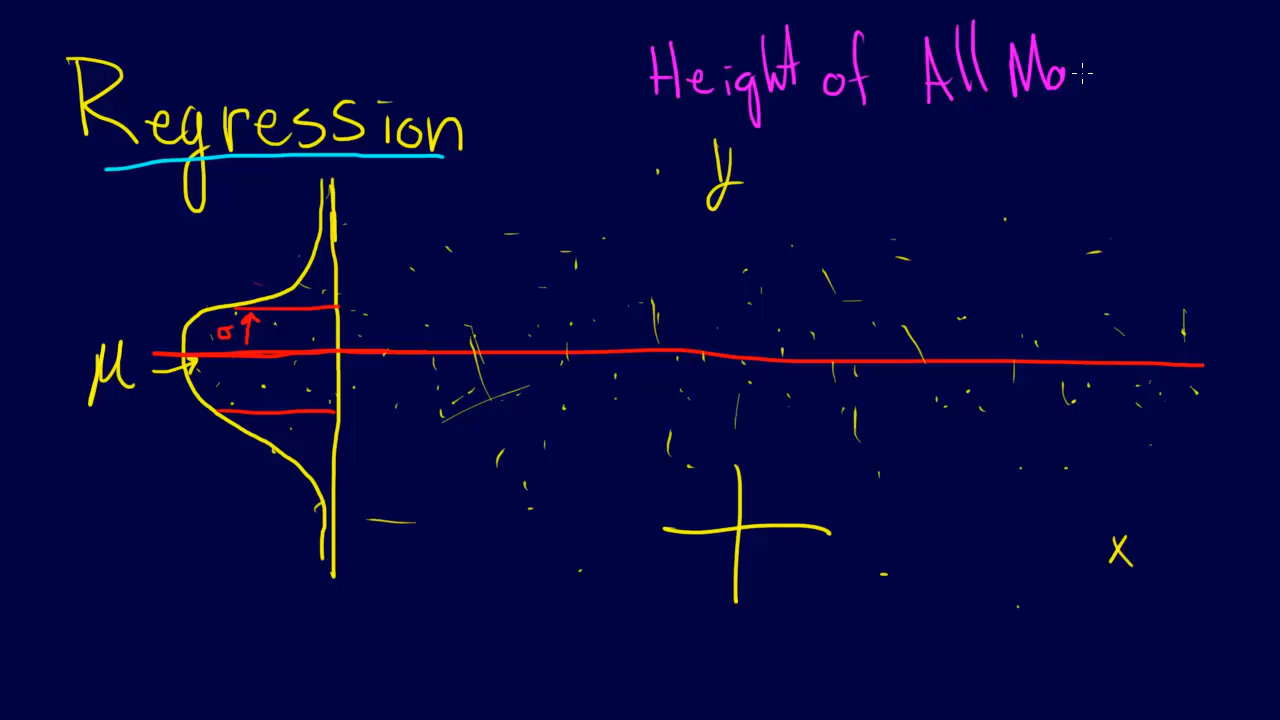 Height of All Mo
Regression
y
σ
μ
x